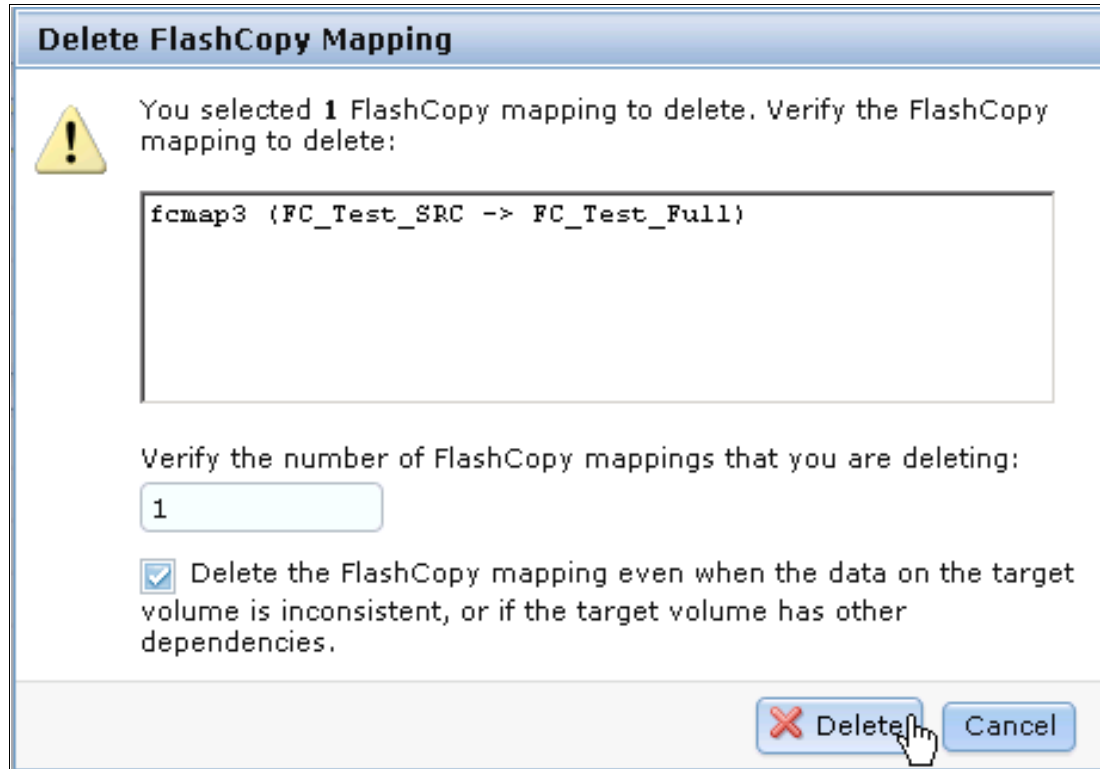 Delete FlashCopy Mapping
You selected 1 FlashCopy mapping to delete. Verify the FlashCopy
mapping to delete:
fcmap3 (FC_Test_SRC -> FC_Test_Full)
Verify the number of FlashCopy mappings that you are deleting:
1
Delete the FlashCopy mapping even when the data on the target
volume is inconsistent, or if the target volume has other
dependencies.
Delete Cancel